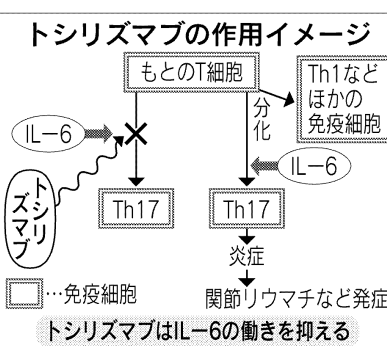 トシリズマブの作用イメージ
もとのT細胞
Th1など
ほかの
免疫細胞
分化
IL－6
IL－6
トシリズマブ
Th17
Th17
炎症
…免疫細胞
関節リウマチなど発症
トシリズマブはIL－6の働きを抑える